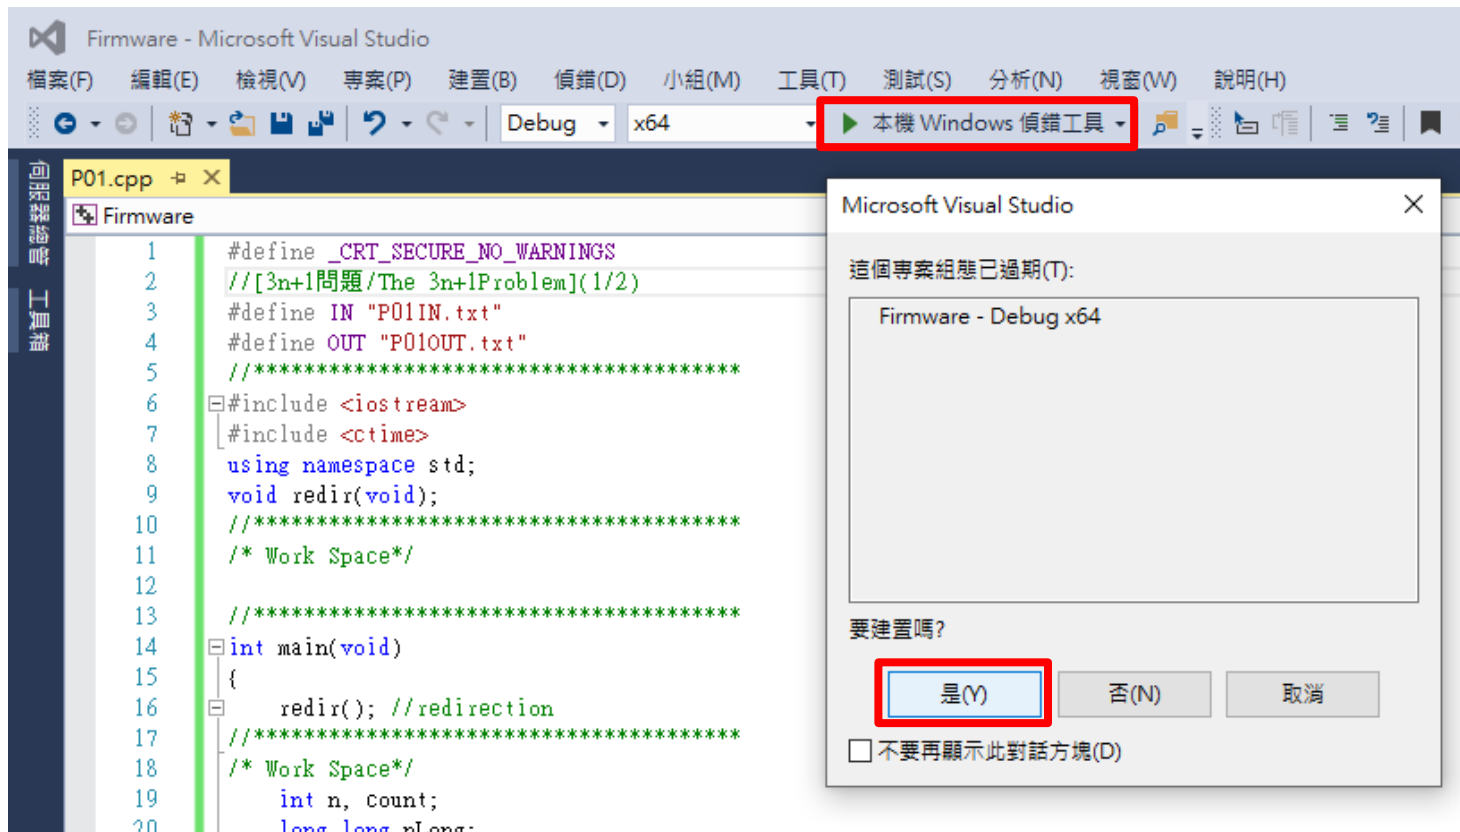 Firmware - Microsoft Visual Studio
檔案(F) 編輯(E) 檢視(V) 專案(P) 建置(B) 偵錯(D) 小組(M) 工具(T) 測試(S) 分析(N) 視窗(W) 說明(H)
Debug x64 本機 Windows 偵錯工具
伺服器總管
工具箱
P01.cpp
Firmware
1 #define _CRT_SECURE_NO_WARNINGS
2 //[3n+1問題/The 3n+1Problem](1/2)
3 #define IN "P01IN.txt"
4 #define OUT "P01OUT.txt"
5 //***************************************
6 #include <iostream>
7 #include <ctime>
8 using namespace std;
9 void redir(void);
10 //***************************************
11 /* Work Space*/
12
13 //***************************************
14 int main(void)
15 {
16 redir(); //redirection
17 //***************************************
18 /* Work Space*/
19 int n, Count;
20 long long nLong;
Microsoft Visual Studio
這個專案組態已過期(T):
Firmware - Debug x64
要建置嗎?
是(Y) 否(N) 取消
不要再顯示此對話方塊(D)